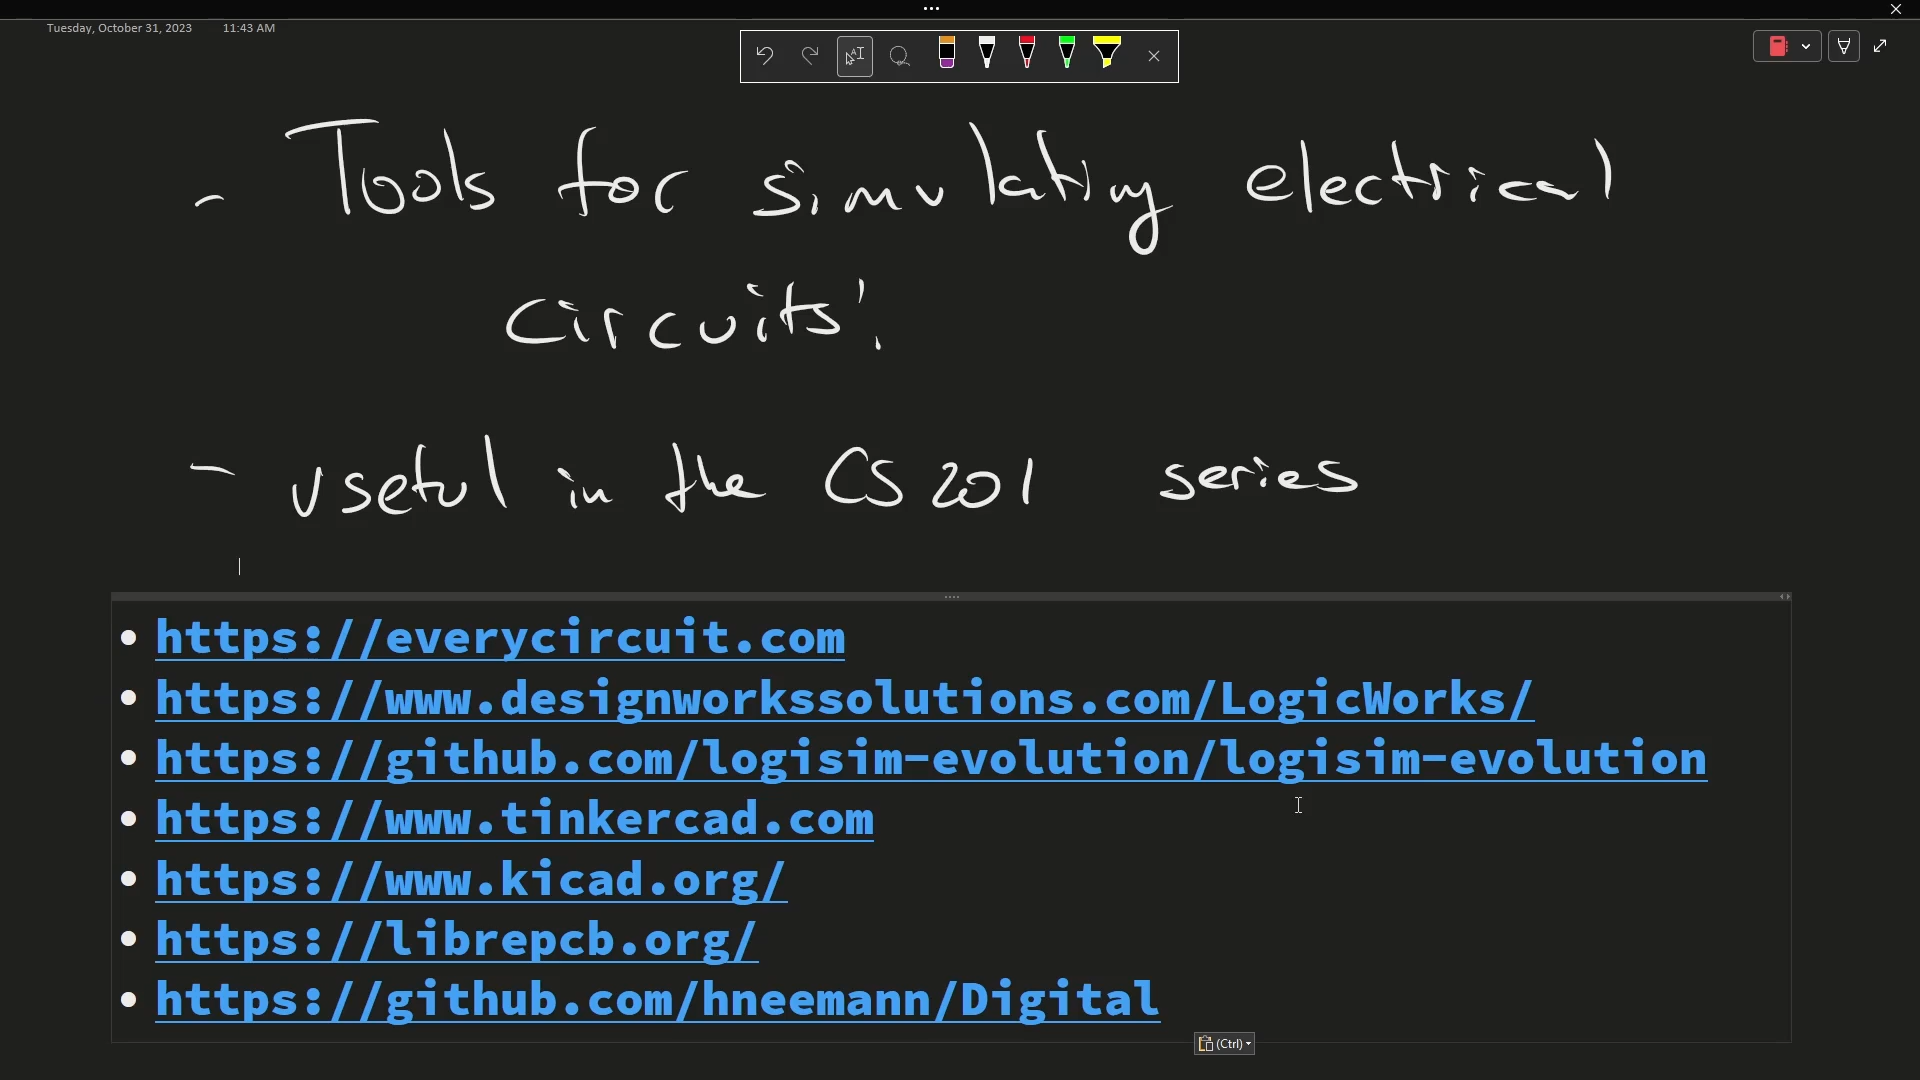 Tuesday, October 31, 2023 11:43 AM
- Tools for simulating electrical
circuits!
- useful in the CS 201 series
• https://everycircuit.com
• https://www.designworkssolutions.com/LogicWorks/
• https://github.com/logisim-evolution/logisim-evolution
• https://www.tinkercad.com
• https://www.kicad.org/
• https://librepcb.org/
• https://github.com/hneemann/Digital
(Ctrl)